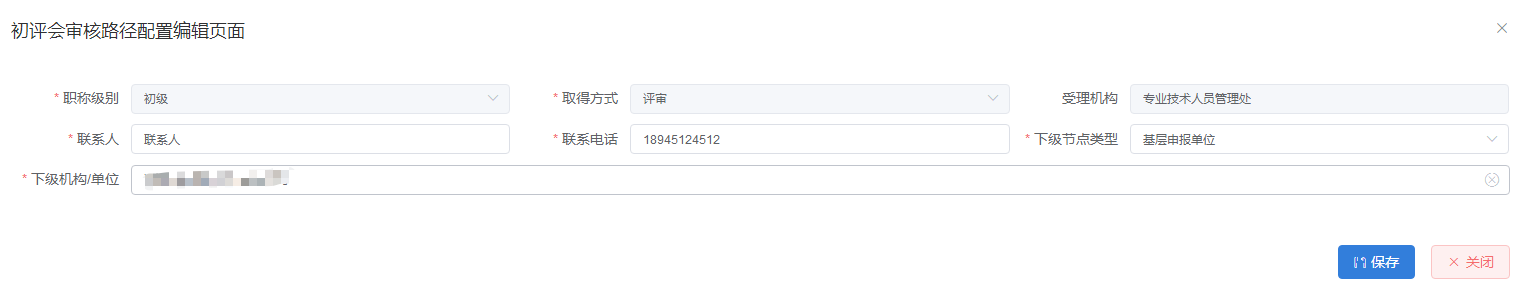 初评会审核路径配置编辑页面
* 职称级别 初级 * 取得方式 评审 受理机构 专业技术人员管理处
* 联系人 联系人 * 联系电话 18945124512 * 下级节点类型 基层申报单位
* 下级机构/单位
保存 关闭